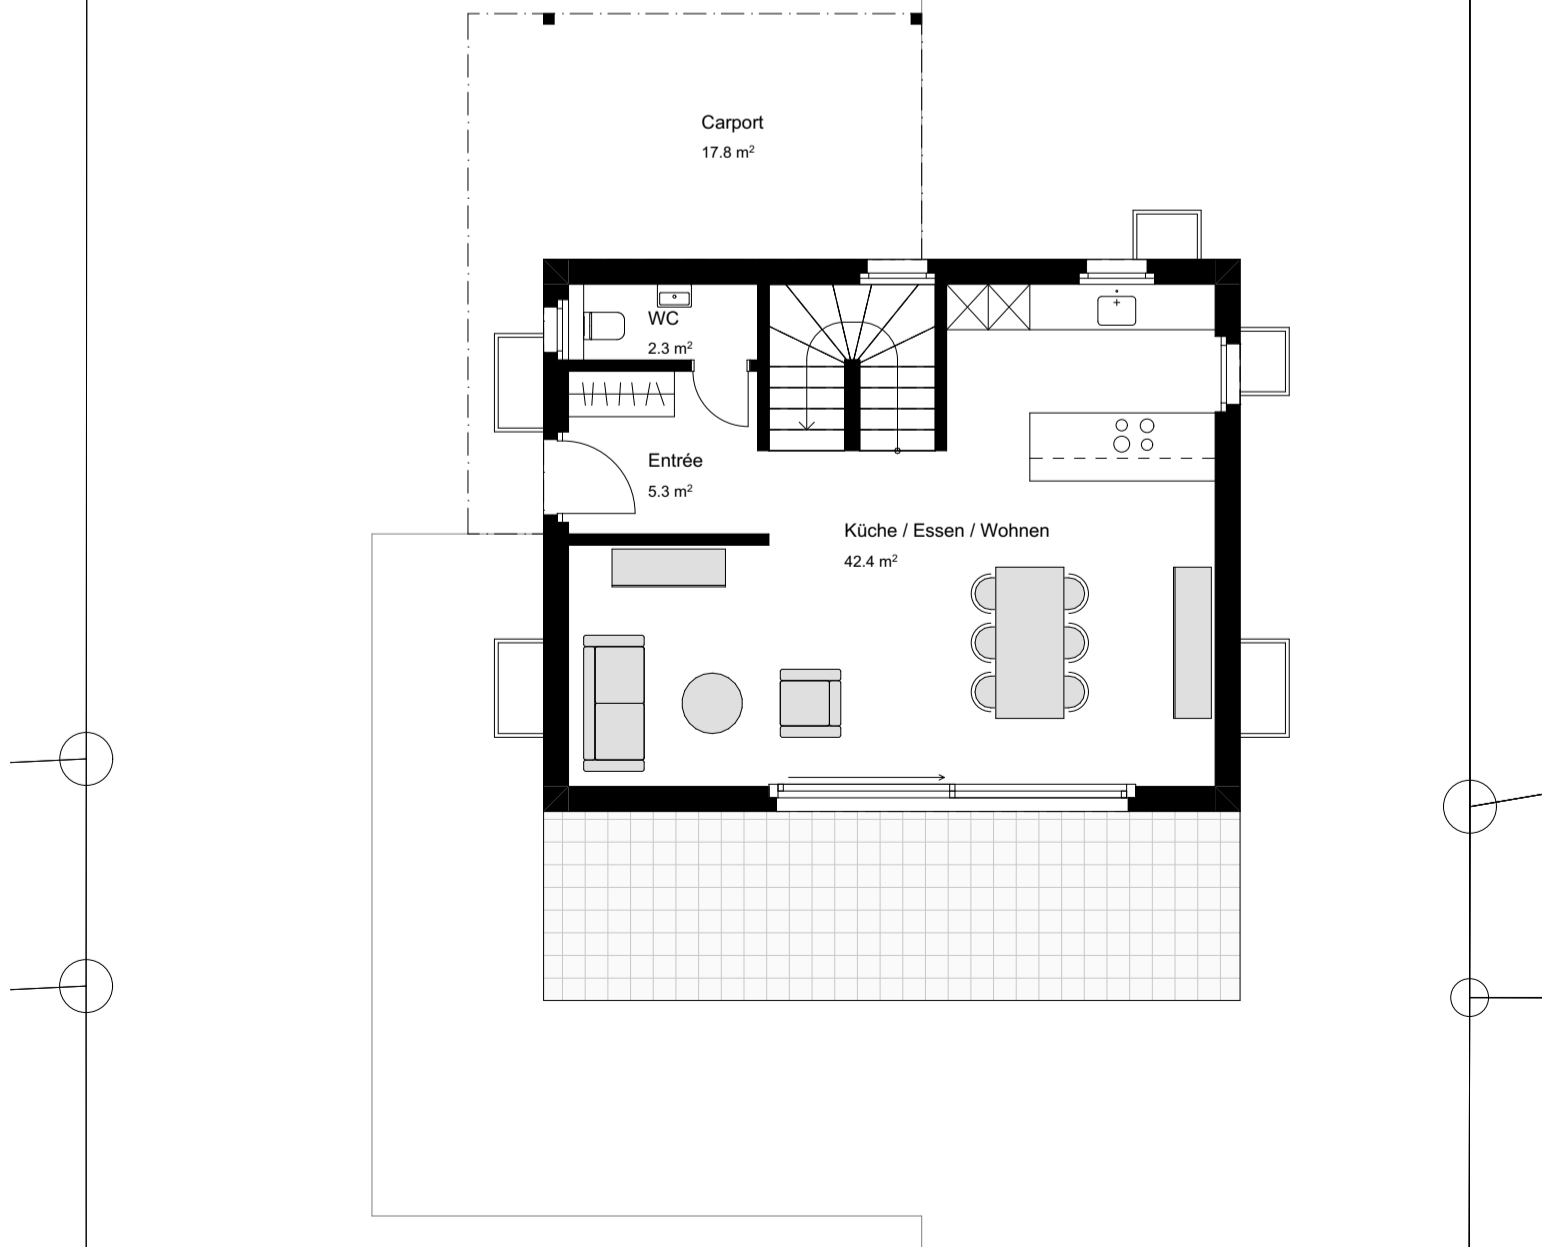 Carport
17.8 m²
WC
2.3 m²
Entrée
5.3 m²
Küche / Essen / Wohnen
42.4 m²